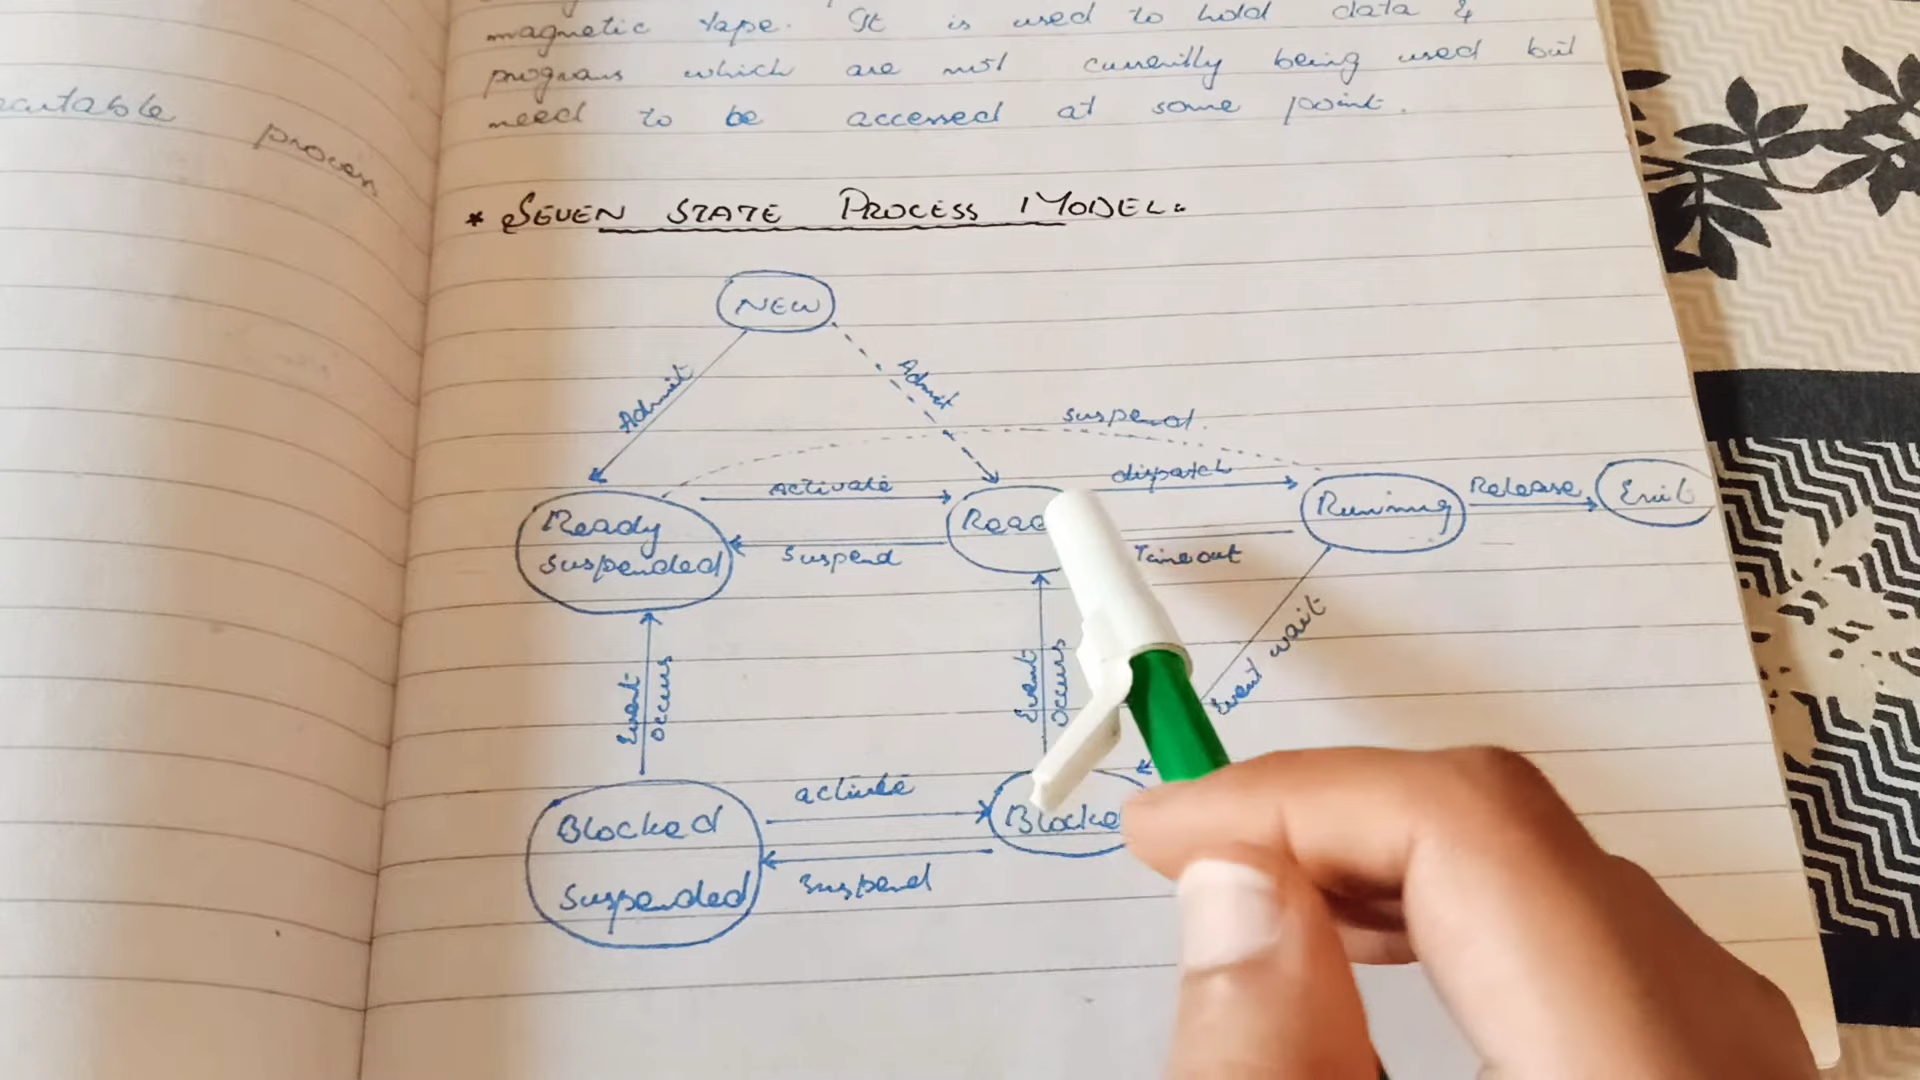 magnetic tape. It is used to hold data &
programs which are not currently being used but
need to be accessed at some point.
process
* SEVEN STATE PROCESS MODEL.
NEW
Admit
Admit
suspend
Activate
dispatch
Release
Ready
suspended
Running
Exit
Suspend
Timeout
Event
occurs
Event
occurs
Event wait
Blocked
Suspended
activate
suspend